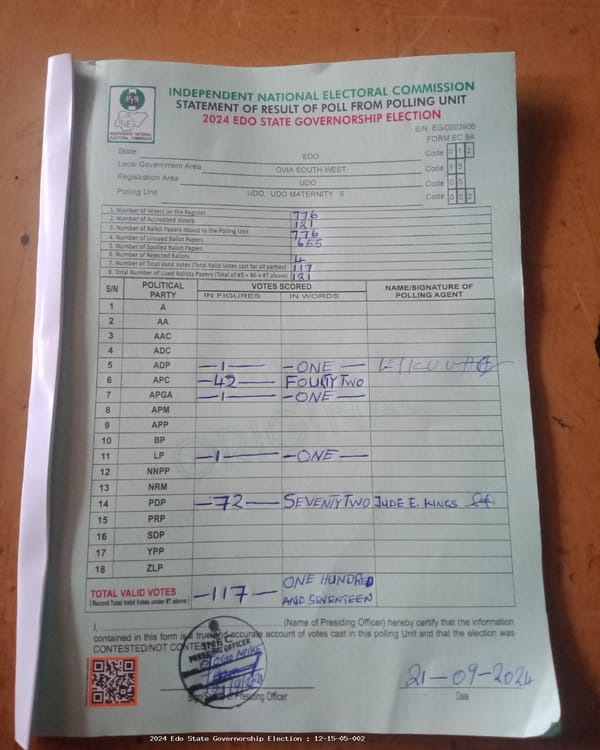 INDEPENDENT NATIONAL ELECTORAL COMMISSION
STATEMENT OF RESULT OF POLL FROM POLLING UNIT
2024 EDO STATE GOVERNORSHIP ELECTION
INDEPENDENT NATIONAL
ELECTORAL COMMISSION
S/N: EG/0003906
FORM EC 8A
State EDO Code 0 1 2
Local Government Area OVIA SOUTH WEST Code 1 5
Registration Area UDO Code 0 5
Polling Unit UDO, UDO MATERNITY II Code 0 0 2
1. Number of Voters on the Register 776
2. Number of Accredited Voters 121
3. Number of Ballot Papers issued to the Polling Unit 776
4. Number of Unused Ballot Papers 655
5. Number of Spoiled Ballot Papers
6. Number of Rejected Ballots 4
7. Number of Total Valid Votes (Total Valid Votes cast for all parties) 117
8. Total Number of Used Ballots Papers (Total of #5 + #6 + #7 above) 121
S/N POLITICAL PARTY VOTES SCORED NAME/SIGNATURE OF POLLING AGENT
IN FIGURES IN WORDS
1 A
2 AA
3 AAC
4 ADC
5 ADP —1— —ONE—
6 APC —42— FOURTY TWO
7 APGA —1— —ONE—
8 APM
9 APP
10 BP
11 LP —1— —ONE—
12 NNPP
13 NRM
14 PDP —72— SEVENTY TWO JUDE E. KINGS
15 PRP
16 SDP
17 YPP
18 ZLP
TOTAL VALID VOTES —117— ONE HUNDRED
(Record Total Valid Votes under #7 above) AND SEVENTEEN
I, (Name of Presiding Officer) hereby certify that the information
contained in this form is a true and accurate account of votes cast in this polling Unit and that the election was
CONTESTED/NOT CONTESTED
INEC
PRESIDING OFFICER
MIKE
21/9/2024
Signature of Presiding Officer
21-09-2024
Date
2024 Edo State Governorship Election : 12-15-05-002